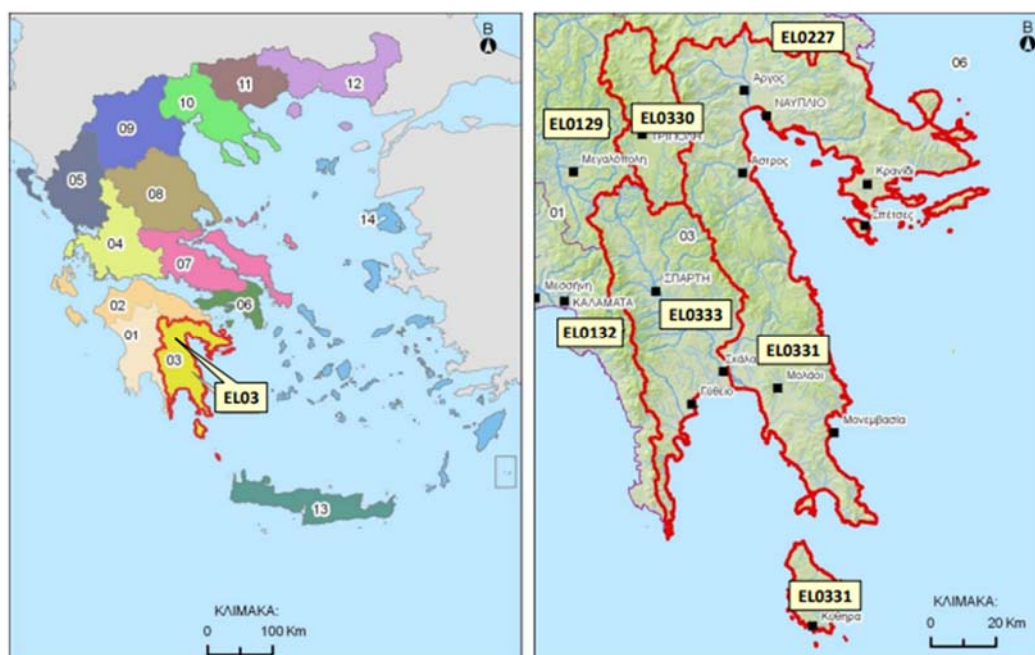 B
12
11
10
09
05
08
14
04
07
06
02
01
03
EL03
13
ΚΛΙΜΑΚΑ:
0 100 Km
B
EL0227
06
Άργος
ΝΑΥΠΛΙΟ
EL0129
EL0330
ΤΡΙΠΟΛΗ
Μεγαλόπολη
Άστρος
Κρανίδι
Σπέτσες
01
03
Μεσσήνη
ΚΑΛΑΜΑΤΑ
ΣΠΑΡΤΗ
EL0333
EL0132
EL0331
Σκάλα
Μολάοι
Γύθειο
Μονεμβασία
EL0331
Κύθηρα
ΚΛΙΜΑΚΑ:
0 20 Km